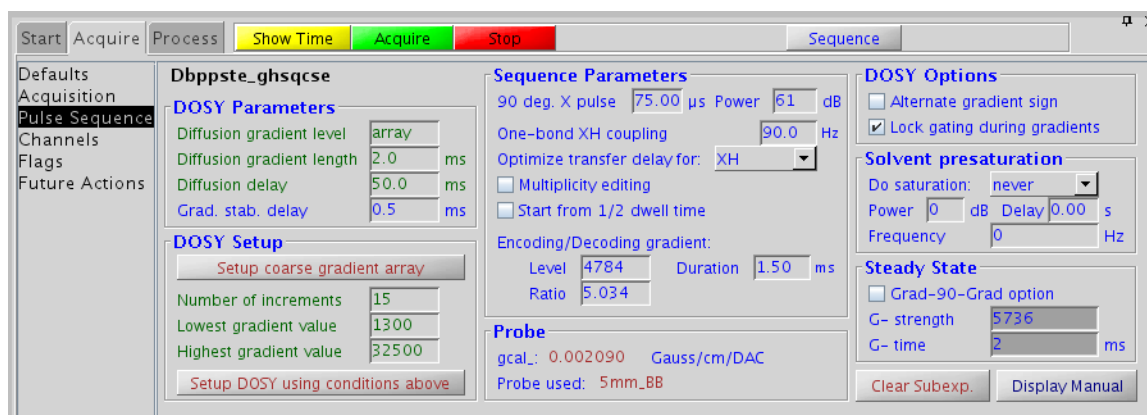 Start Acquire Process Show Time Acquire Stop Sequence
Defaults
Acquisition
Pulse Sequence
Channels
Flags
Future Actions
Dbppste_ghsqcse
DOSY Parameters
Diffusion gradient level array
Diffusion gradient length 2.0 ms
Diffusion delay 50.0 ms
Grad. stab. delay 0.5 ms
DOSY Setup
Setup coarse gradient array
Number of increments 15
Lowest gradient value 1300
Highest gradient value 32500
Setup DOSY using conditions above
Sequence Parameters
90 deg. X pulse 75.00 µs Power 61 dB
One-bond XH coupling 90.0 Hz
Optimize transfer delay for: XH
Multiplicity editing
Start from 1/2 dwell time
Encoding/Decoding gradient:
Level 4784 Duration 1.50 ms
Ratio 5.034
Probe
gcal_: 0.002090 Gauss/cm/DAC
Probe used: 5mm_BB
DOSY Options
Alternate gradient sign
Lock gating during gradients
Solvent presaturation
Do saturation: never
Power 0 dB Delay 0.00 s
Frequency 0 Hz
Steady State
Grad-90-Grad option
G- strength 5736
G- time 2 ms
Clear Subexp. Display Manual